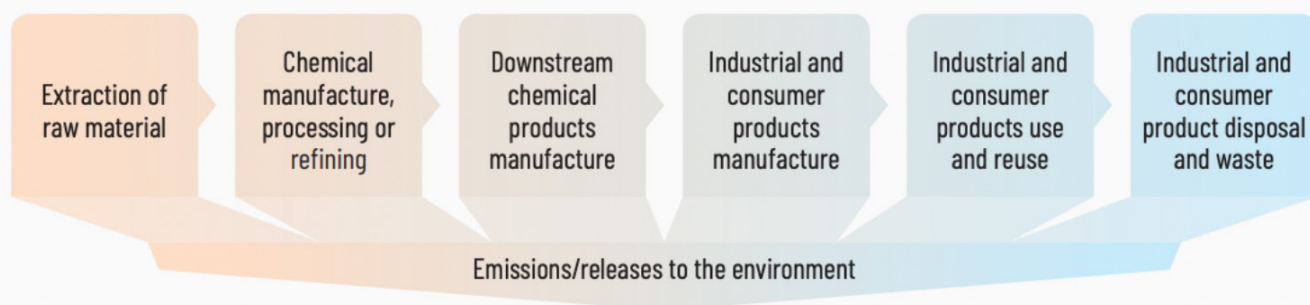 Extraction of
raw material
Chemical
manufacture,
processing or
refining
Downstream
chemical
products
manufacture
Industrial and
consumer
products
manufacture
Industrial and
consumer
products use
and reuse
Industrial and
consumer
product disposal
and waste
Emissions/releases to the environment